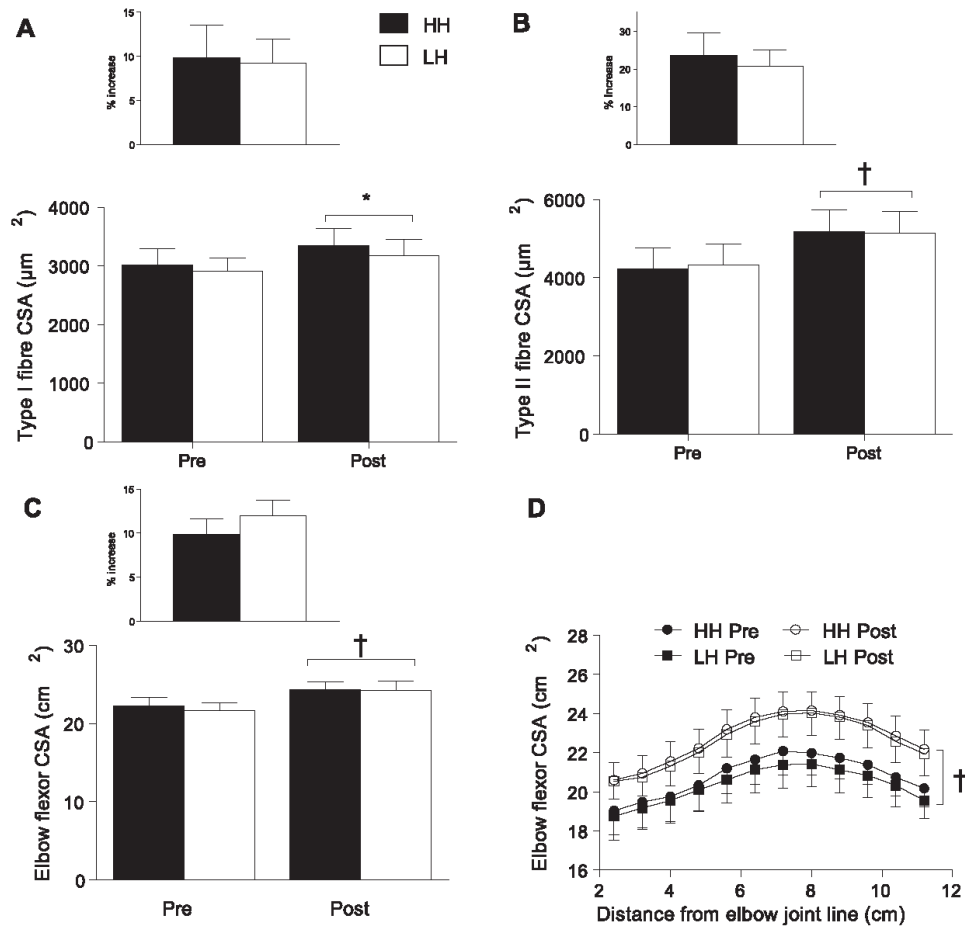 A
% increase
15
10
5
0
HH
LH
Type I fibre CSA (µm 2)
4000
3000
2000
1000
0
*
Pre
Post
B
% increase
30
20
10
0
Type II fibre CSA (µm 2)
6000
4000
2000
0
†
Pre
Post
C
% increase
15
10
5
0
Elbow flexor CSA (cm 2)
30
20
10
0
†
Pre
Post
D
HH Pre
HH Post
LH Pre
LH Post
Elbow flexor CSA (cm 2)
28
26
24
22
20
18
16
†
2
4
6
8
10
12
Distance from elbow joint line (cm)